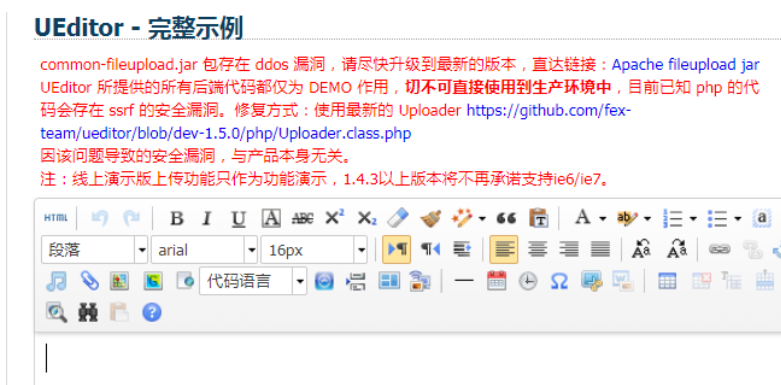 UEditor - 完整示例
common-fileupload.jar 包存在 ddos 漏洞，请尽快升级到最新的版本，直达链接：Apache fileupload jar
UEditor 所提供的所有后端代码都仅为 DEMO 作用，切不可直接使用到生产环境中，目前已知 php 的代
码会存在 ssrf 的安全漏洞。修复方式：使用最新的 Uploader https://github.com/fex-
team/ueditor/blob/dev-1.5.0/php/Uploader.class.php
因该问题导致的安全漏洞，与产品本身无关。
注：线上演示版上传功能只作为功能演示，1.4.3以上版本将不再承诺支持ie6/ie7。
HTML B I U A ABC X² X₂ A ab a
段落 arial 16px Aa Aa
代码语言 Ω